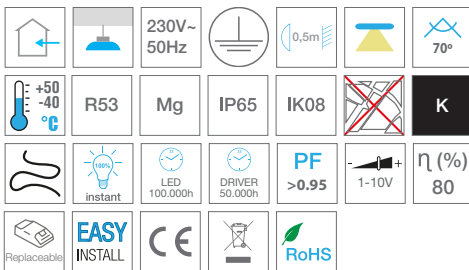 230V~
50Hz
0,5m
70º
+50
-40
°C
R53
Mg
IP65
IK08
K
100%
instant
LED
100.000h
DRIVER
50.000h
PF
>0.95
- +
1-10V
η (%)
80
Replaceable
EASY
INSTALL
CE
RoHS